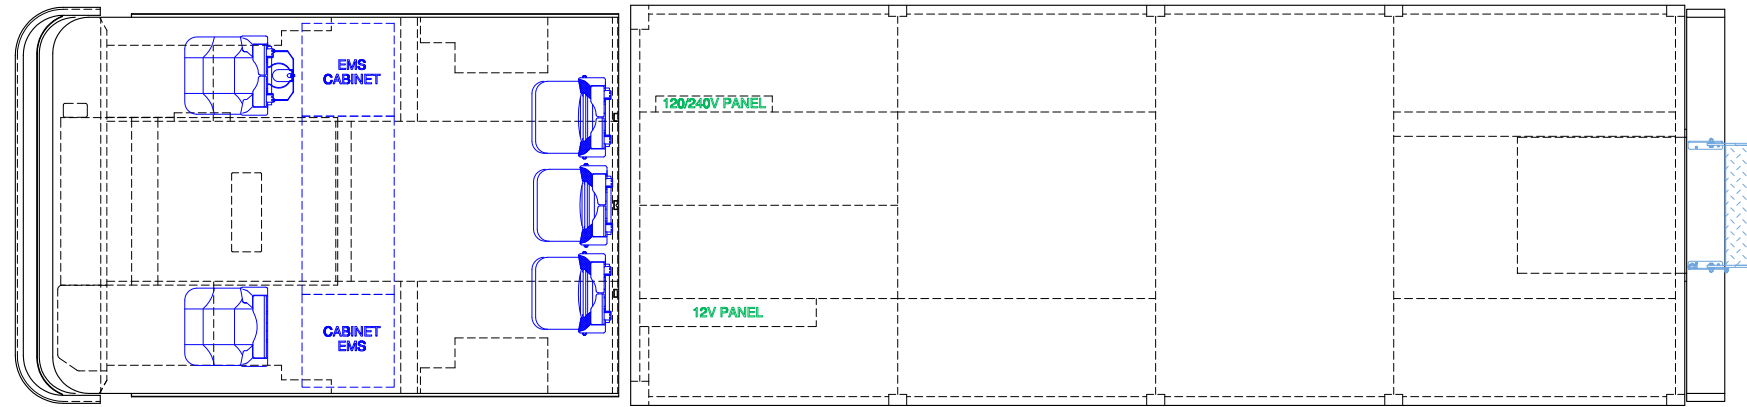 EMS
CABINET
120/240V PANEL
12V PANEL
CABINET
EMS